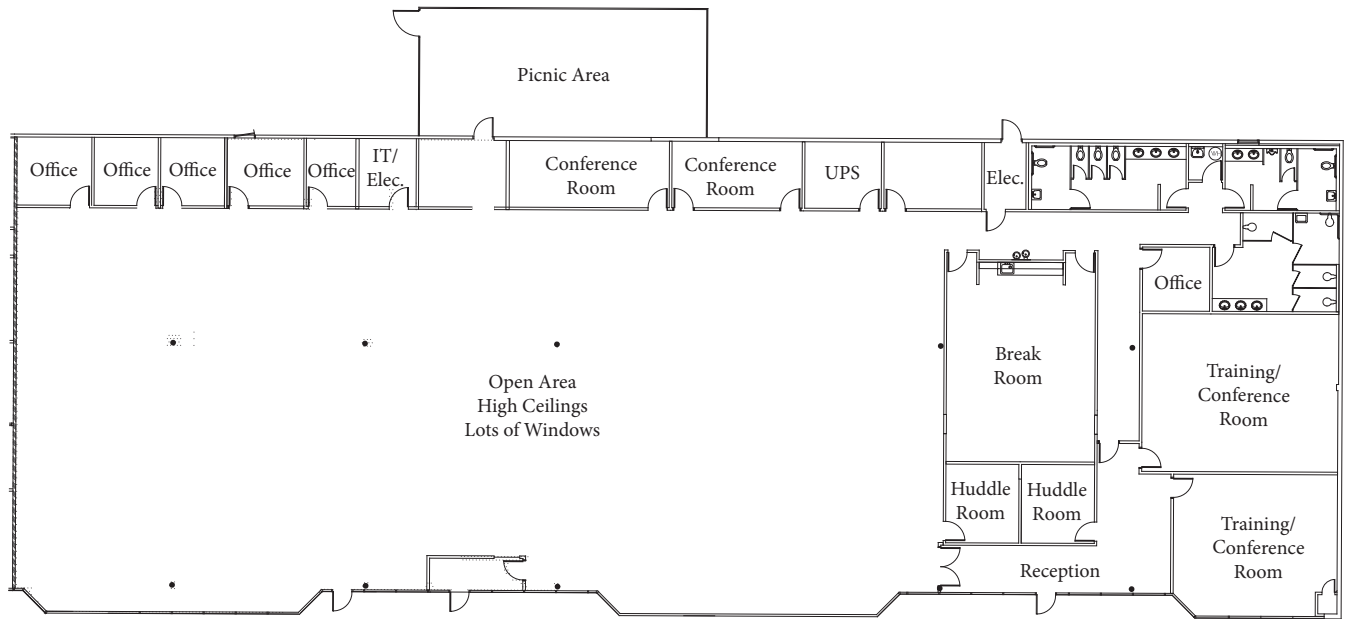 Picnic Area
Office
Office
Office
Office
Office
IT/
Elec.
Conference
Room
Conference
Room
UPS
Elec.
Office
Break
Room
Training/
Conference
Room
Open Area
High Ceilings
Lots of Windows
Huddle
Room
Huddle
Room
Training/
Conference
Room
Reception